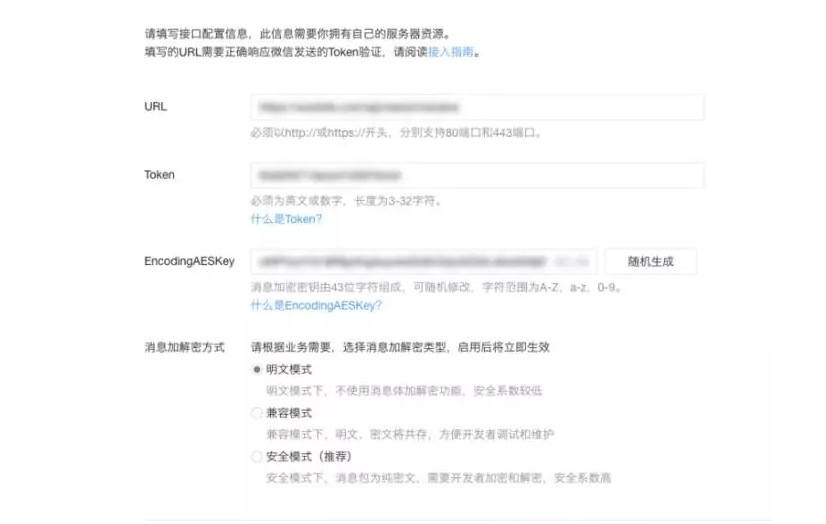 请填写接口配置信息，此信息需要你拥有自己的服务器资源。
填写的URL需要正确响应微信发送的Token验证，请阅读接入指南。
URL
必须以http://或https://开头，分别支持80端口和443端口。
Token
必须为英文或数字，长度为3-32字符。
什么是Token?
EncodingAESKey
随机生成
消息加密密钥由43位字符组成，可随机修改，字符范围为A-Z，a-z，0-9。
什么是EncodingAESKey?
消息加解密方式
请根据业务需要，选择消息加解密类型，启用后将立即生效
明文模式
明文模式下，不使用消息体加解密功能，安全系数较低
兼容模式
兼容模式下，明文、密文将共存，方便开发者调试和维护
安全模式（推荐）
安全模式下，消息包为纯密文，需要开发者加密和解密，安全系数高